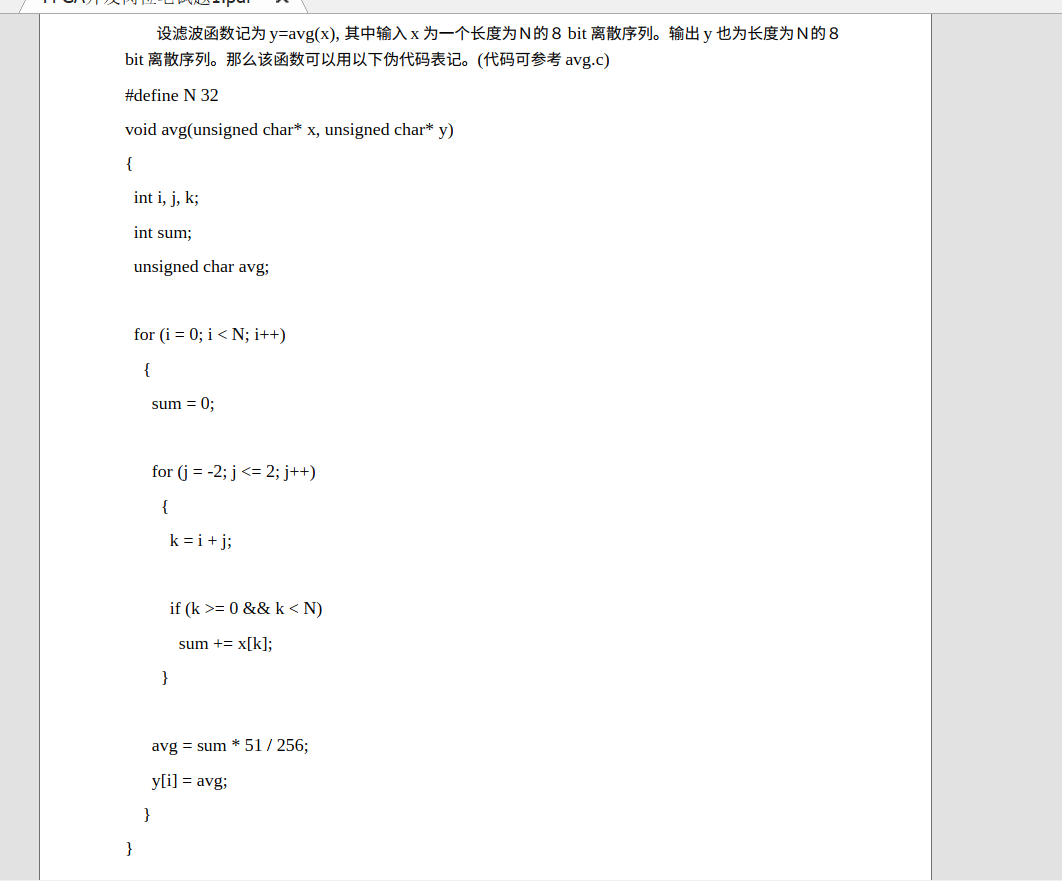 设滤波函数记为 y=avg(x), 其中输入 x 为一个长度为N的8 bit 离散序列。输出 y 也为长度为N的8
bit 离散序列。那么该函数可以用以下伪代码表记。(代码可参考 avg.c)
#define N 32
void avg(unsigned char* x, unsigned char* y)
{
int i, j, k;
int sum;
unsigned char avg;
for (i = 0; i < N; i++)
{
sum = 0;
for (j = -2; j <= 2; j++)
{
k = i + j;
if (k >= 0 && k < N)
sum += x[k];
}
avg = sum * 51 / 256;
y[i] = avg;
}
}